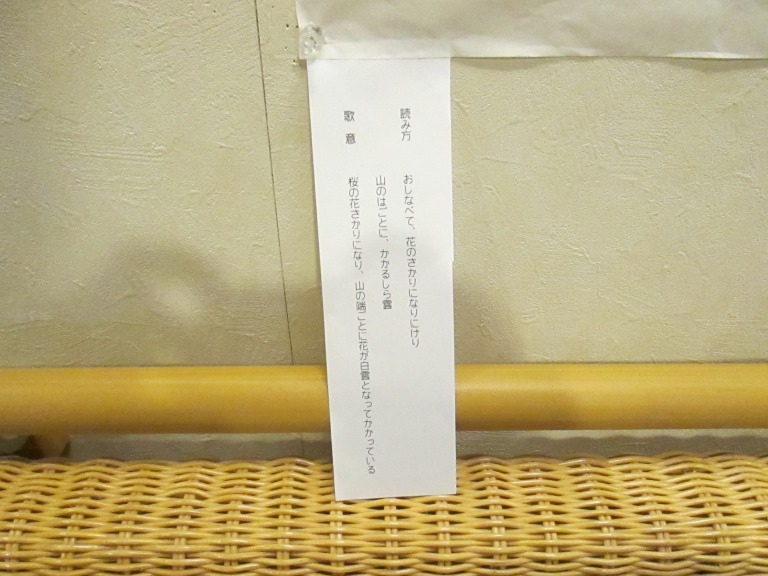 読み方 おしなべて、花のさかりになりにけり
山のはごとに、かかるしら雲
歌意 桜の花さかりになり、山の端ごとに花が白雲となってかかっている